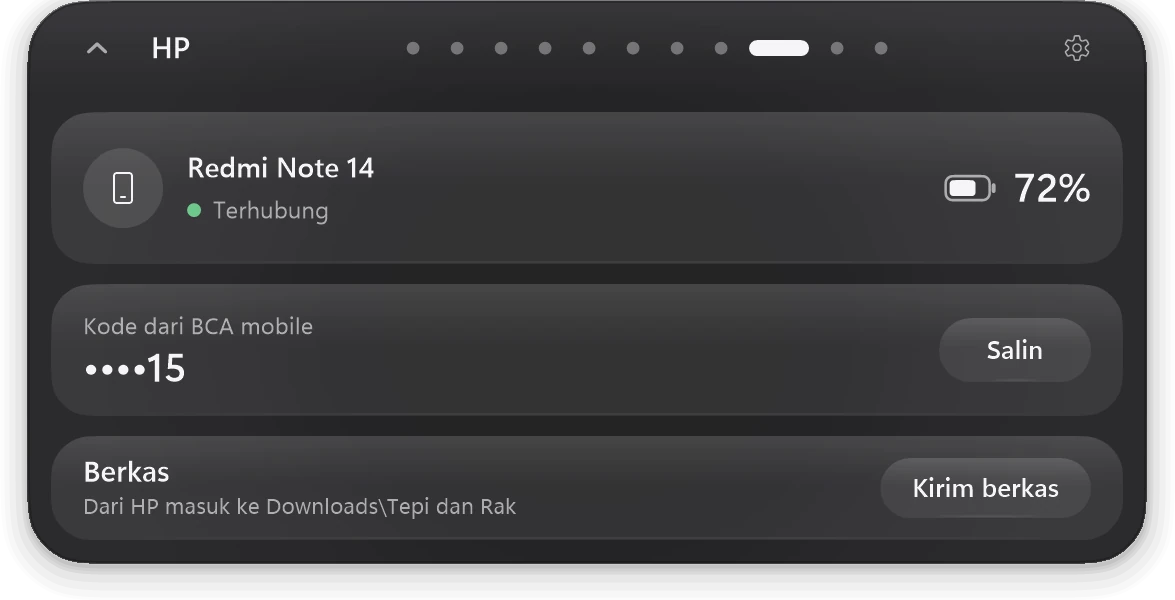 HP
Redmi Note 14
Terhubung
72%
Kode dari BCA mobile
••••15
Salin
Berkas
Dari HP masuk ke Downloads\Tepi dan Rak
Kirim berkas